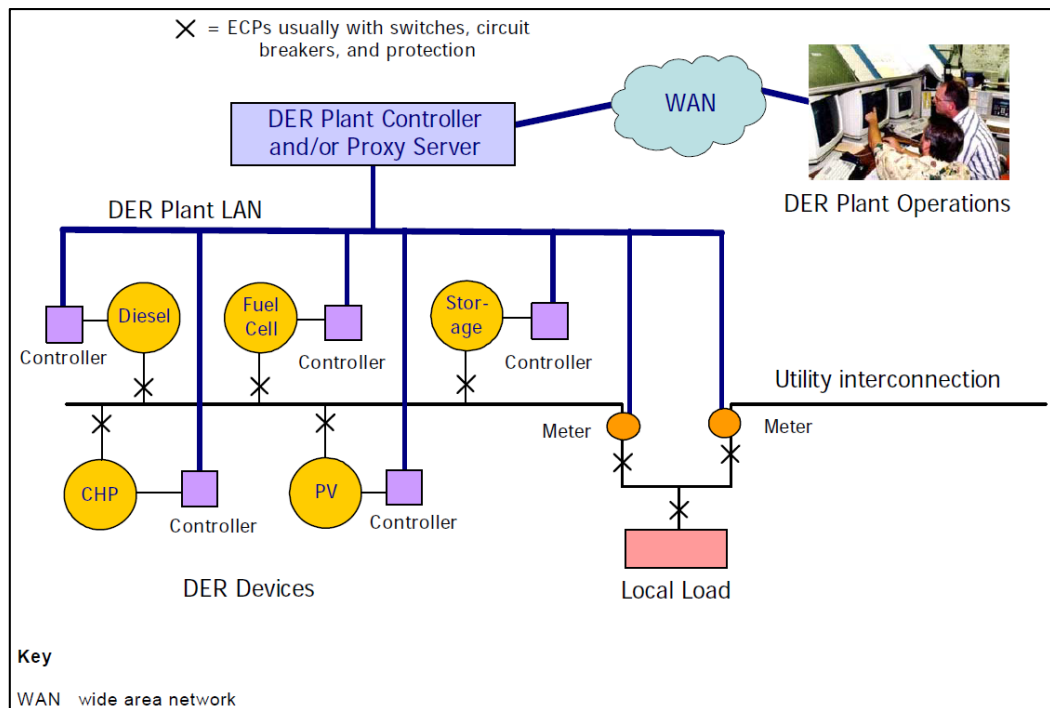 × = ECPs usually with switches, circuit
breakers, and protection
WAN
DER Plant Controller
and/or Proxy Server
DER Plant Operations
DER Plant LAN
Diesel
Fuel
Cell
Stor-
age
Controller
Controller
Controller
Utility interconnection
Meter
Meter
CHP
PV
Controller
Controller
DER Devices
Local Load
Key
WAN wide area network